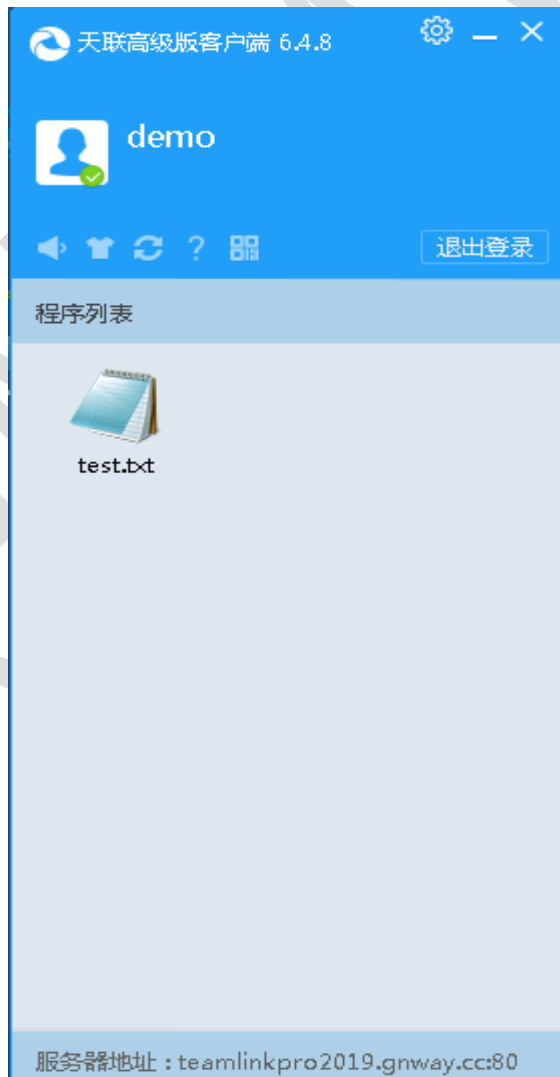 天联高级版客户端 6.4.8
demo
退出登录
程序列表
test.txt
服务器地址：teamlinkpro2019.gnway.cc:80